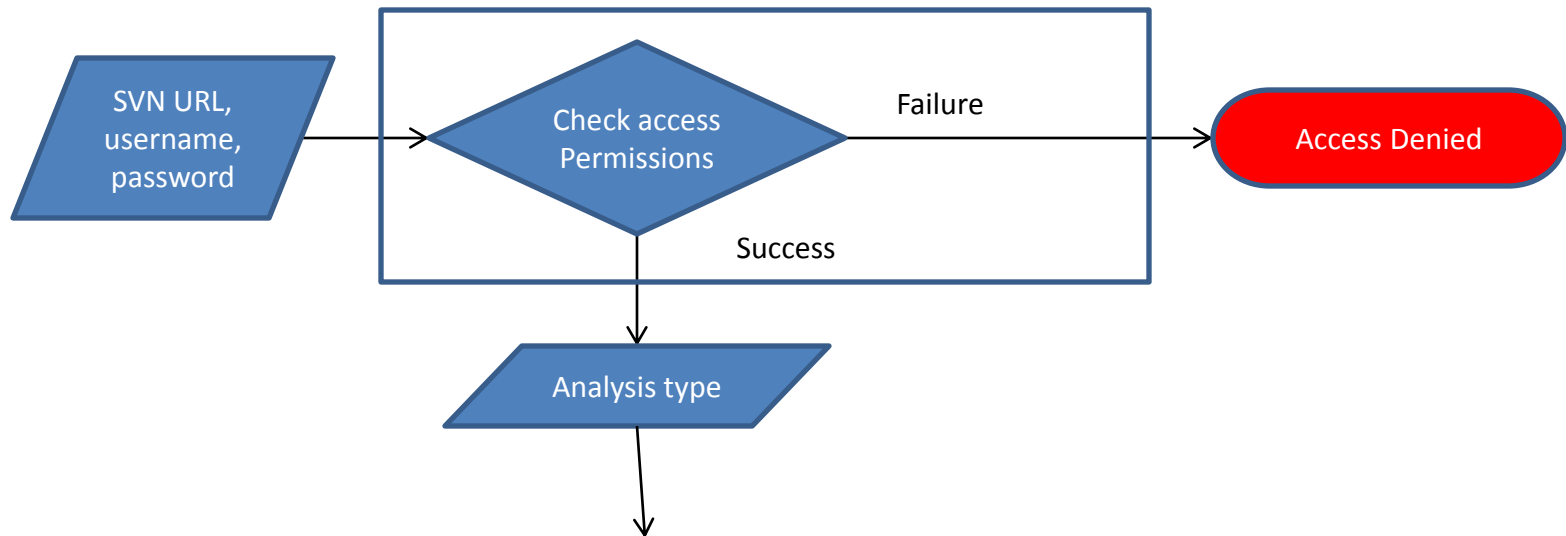 SVN URL,
username,
password
Check access
Permissions
Failure
Access Denied
Success
Analysis type